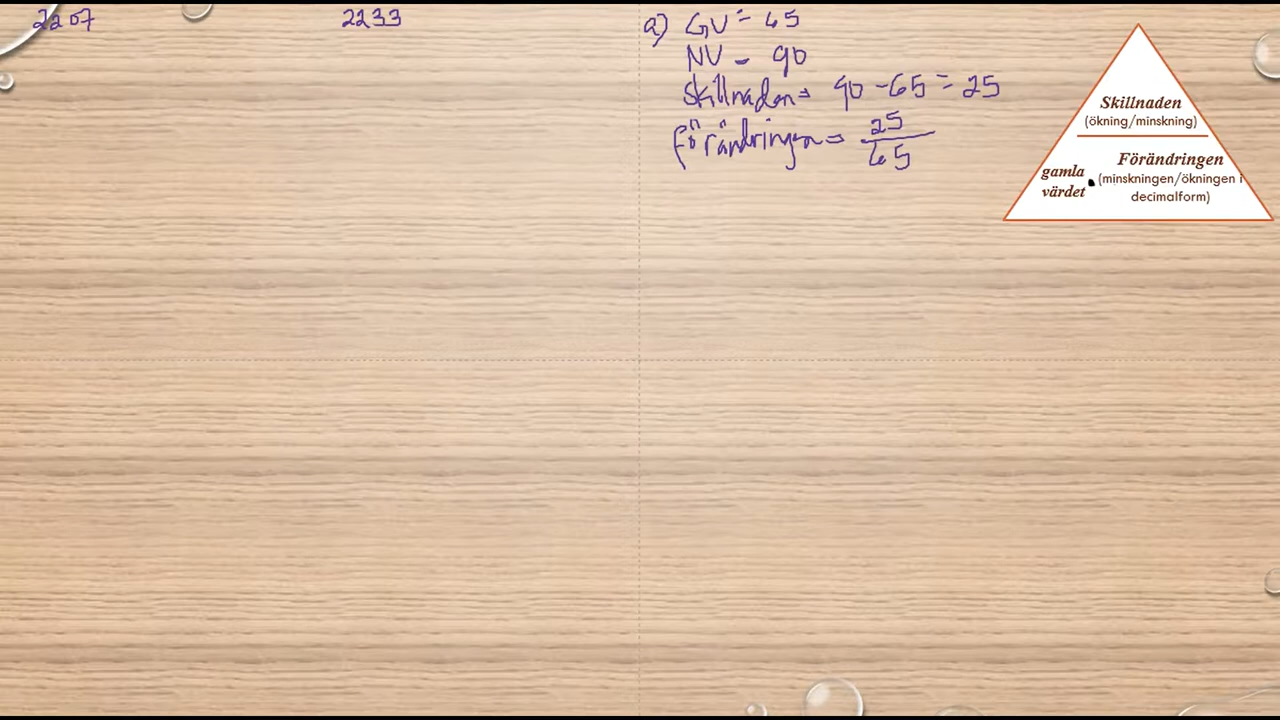 2207
2233
a) GV = 65
NV = 90
Skillnaden = 90 - 65 = 25
Förändringen = 25
65
Skillnaden
(ökning/minskning)
gamla
värdet
Förändringen
(minskningen/ökningen i
decimalform)